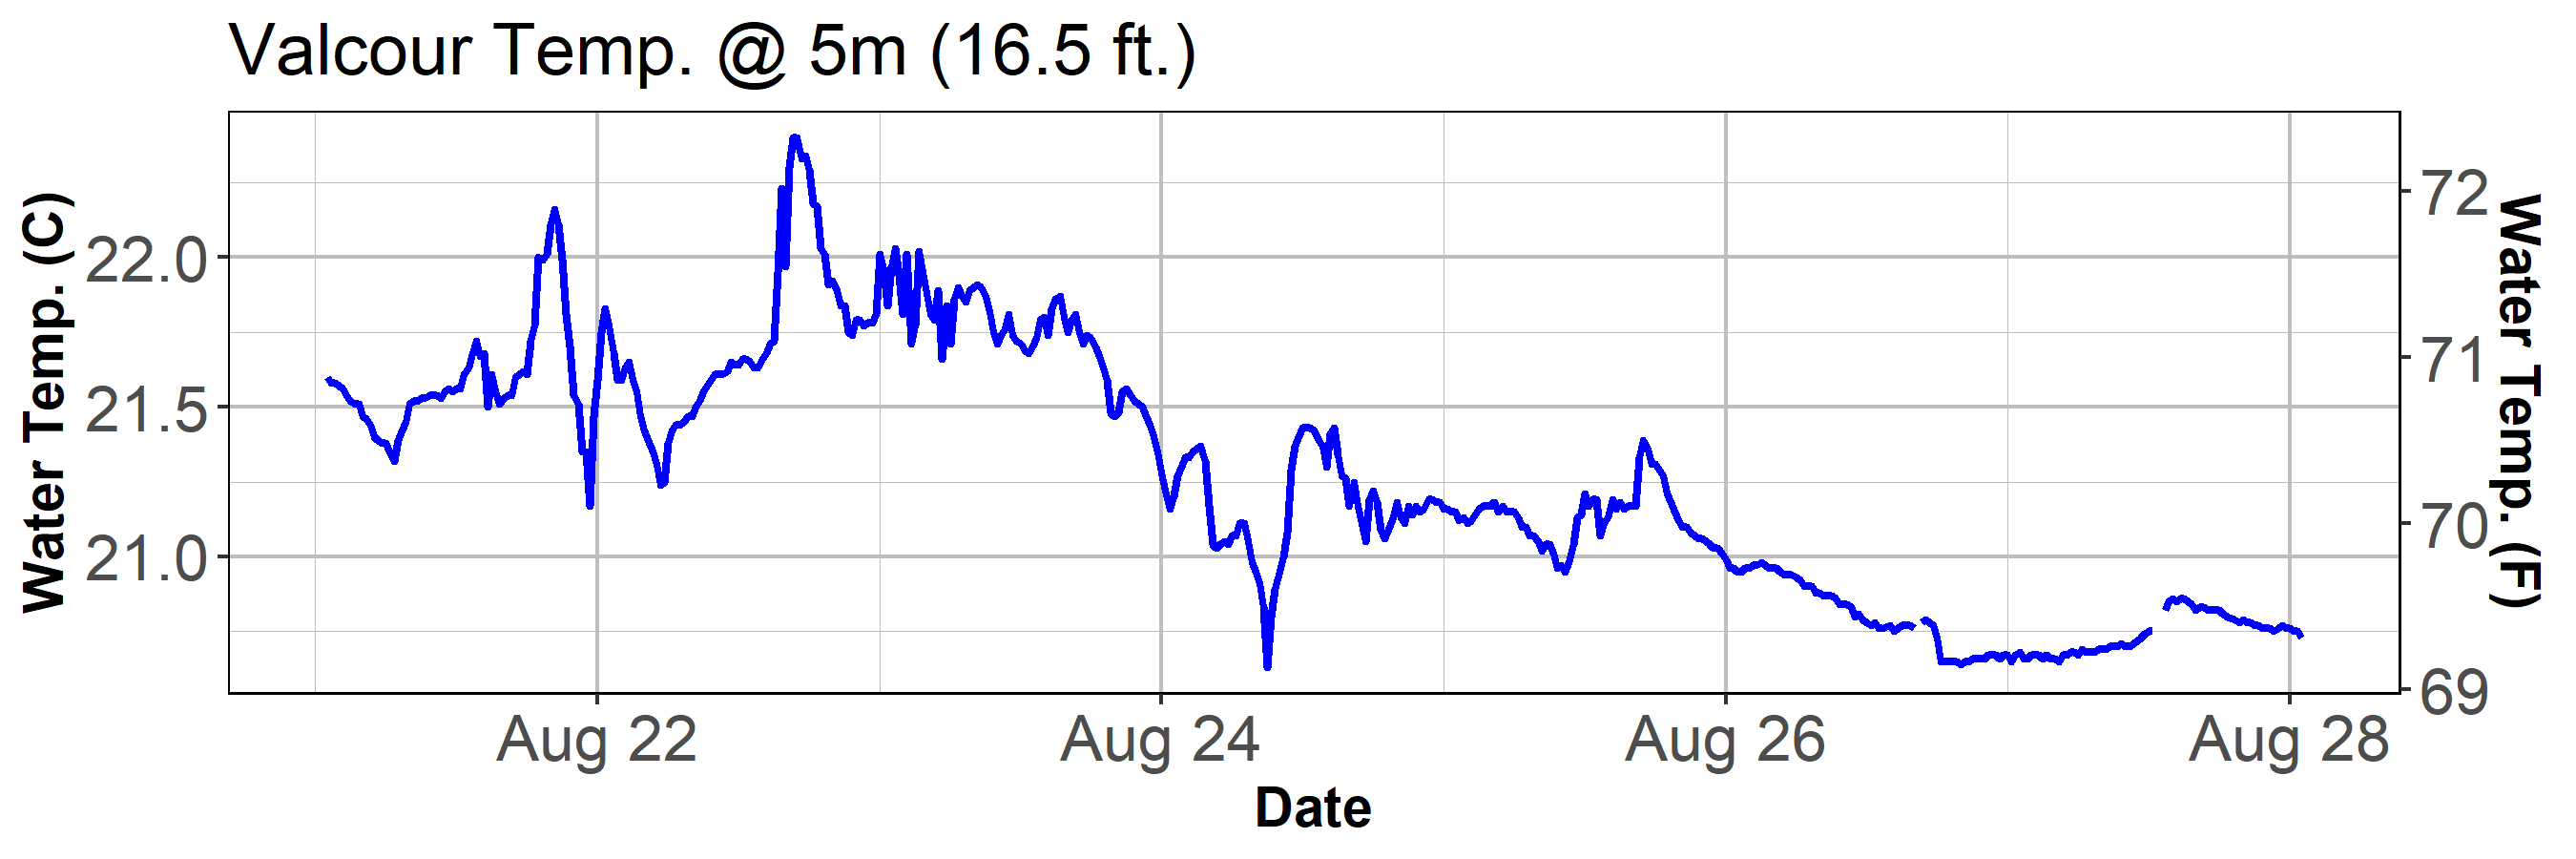 Valcour Temp. @ 5m (16.5 ft.)
Water Temp. (C)
22.0
21.5
21.0
72
71
70
69
Water Temp. (F)
Aug 22
Aug 24
Aug 26
Aug 28
Date